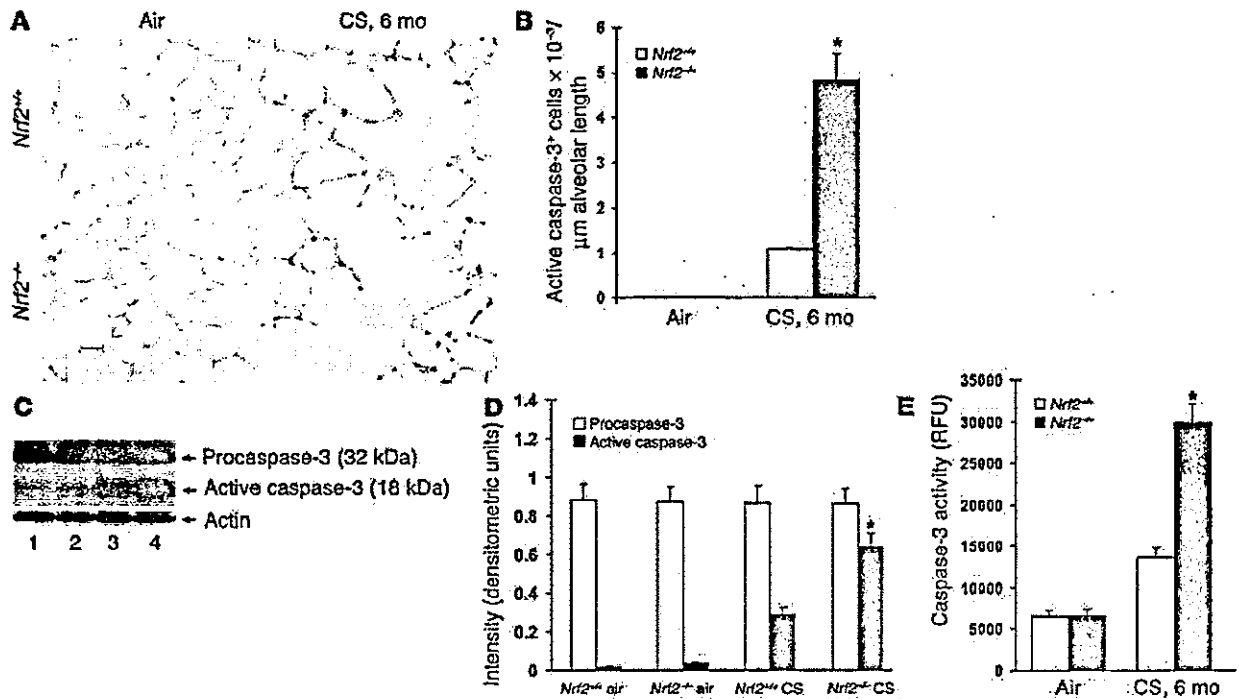 A
Air
CS, 6 mo
Nrf2+/+
Nrf2–/–
B
Active caspase-3+ cells × 10–3/
µm alveolar length
6
5
4
3
2
1
0
Nrf2+/+
Nrf2–/–
*
Air
CS, 6 mo
C
← Procaspase-3 (32 kDa)
← Active caspase-3 (18 kDa)
← Actin
1 2 3 4
D
Intensity (densitometric units)
1.4
1.2
1
0.8
0.6
0.4
0.2
0
Procaspase-3
Active caspase-3
*
Nrf2+/+ air
Nrf2–/– air
Nrf2+/+ CS
Nrf2–/– CS
E
Caspase-3 activity (RFU)
35000
30000
25000
20000
15000
10000
5000
0
Nrf2+/+
Nrf2–/–
*
Air
CS, 6 mo